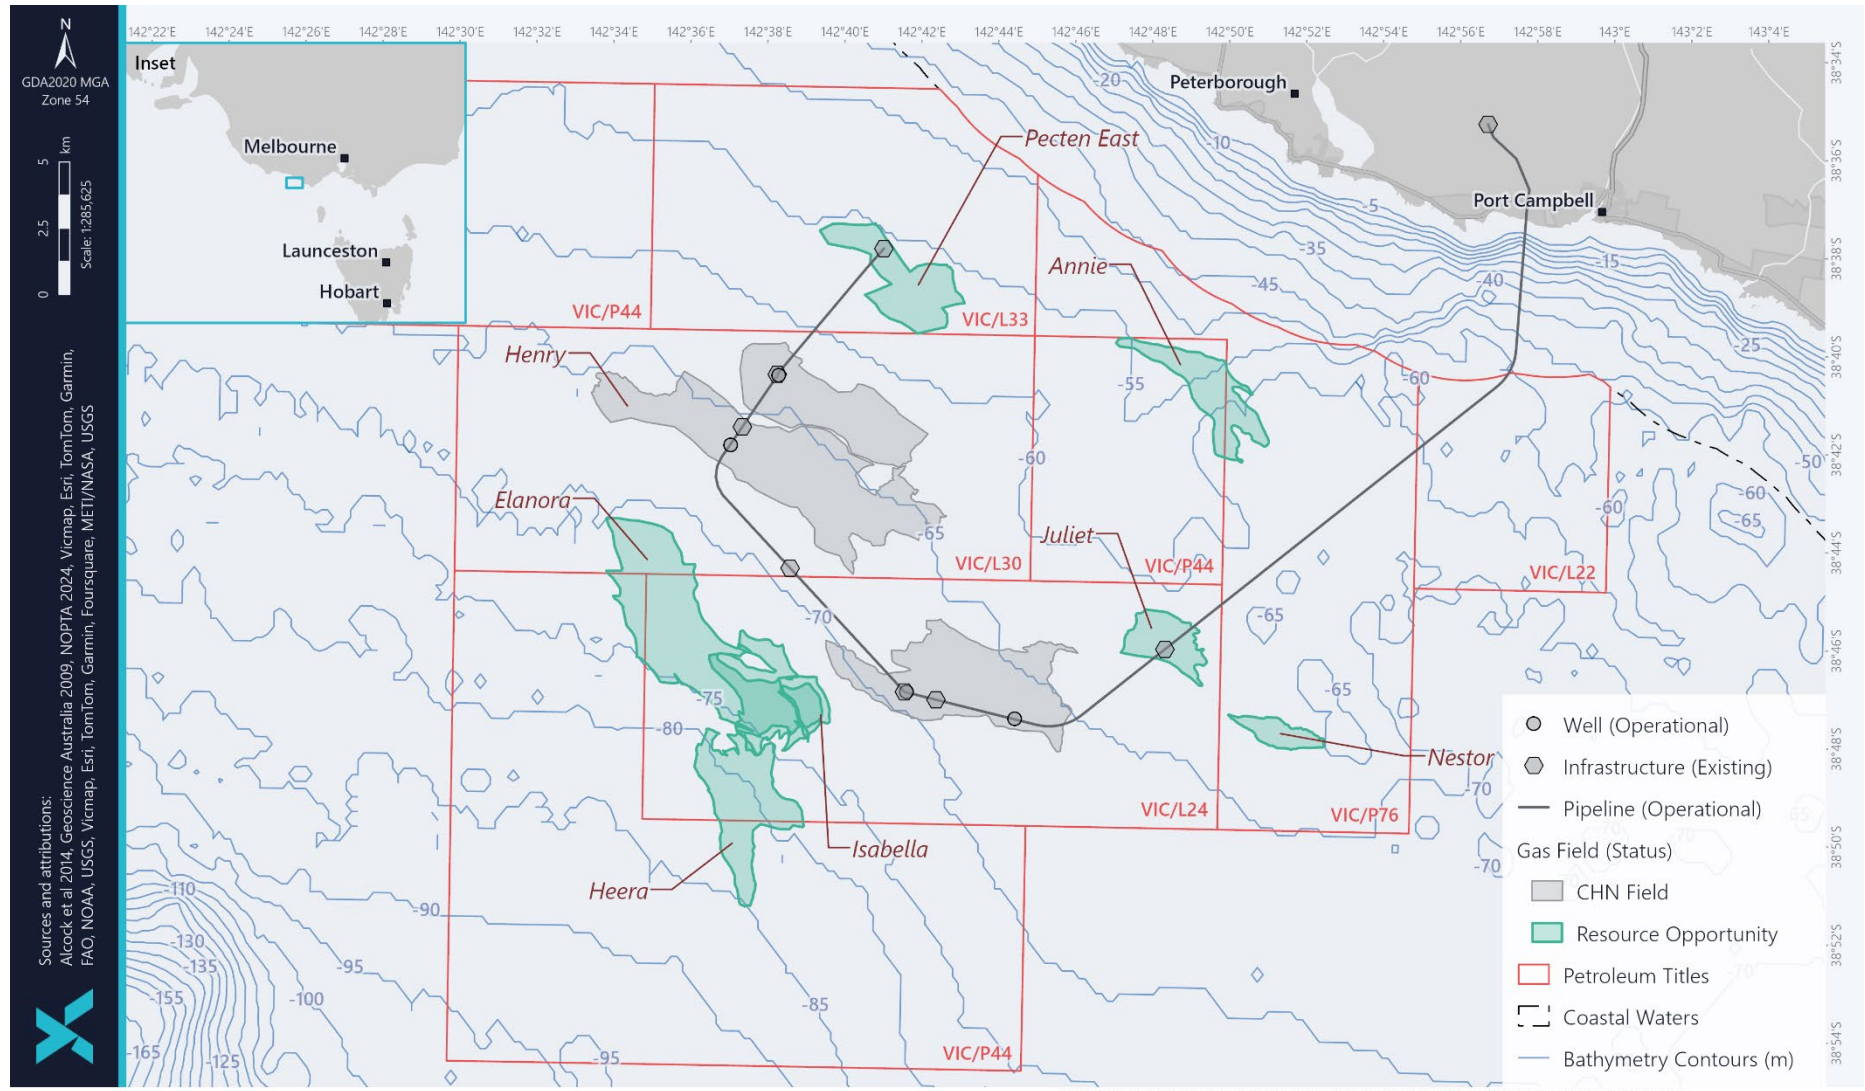 142°22'E 142°24'E 142°26'E 142°28'E 142°30'E 142°32'E 142°34'E 142°36'E 142°38'E 142°40'E 142°42'E 142°44'E 142°46'E 142°48'E 142°50'E 142°52'E 142°54'E 142°56'E 142°58'E 143°E 143°2'E 143°4'E
N
GDA2020 MGA
Zone 54
5 km
2.5
0
Scale: 1:285,625
Sources and attributions:
Alcock et al 2014, Geoscience Australia 2009, NOPTA 2024, Vicmap, Esri, TomTom, Garmin,
FAO, NOAA, USGS, Vicmap, Esri, TomTom, Garmin, Foursquare, METI/NASA, USGS
Inset
Melbourne
Launceston
Hobart
-20
Peterborough
-10
Pecten East
Port Campbell
-5
-35
-15
Annie
-40
-45
VIC/P44
VIC/L33
-25
Henry
-55
-60
-60
-50
Elanora
-60
-60
-65
-65
Juliet
VIC/L30
VIC/P44
VIC/L22
-70
-65
-75
-65
-80
Nestor
-70
VIC/L24
VIC/P76
Isabella
-70
Heera
-110
-90
-130
-135
-95
-155
-100
-85
-165
-125
-95
VIC/P44
Well (Operational)
Infrastructure (Existing)
Pipeline (Operational)
Gas Field (Status)
CHN Field
Resource Opportunity
Petroleum Titles
Coastal Waters
Bathymetry Contours (m)
38°34'S
38°36'S
38°38'S
38°40'S
38°42'S
38°44'S
38°46'S
38°48'S
38°50'S
38°52'S
38°54'S